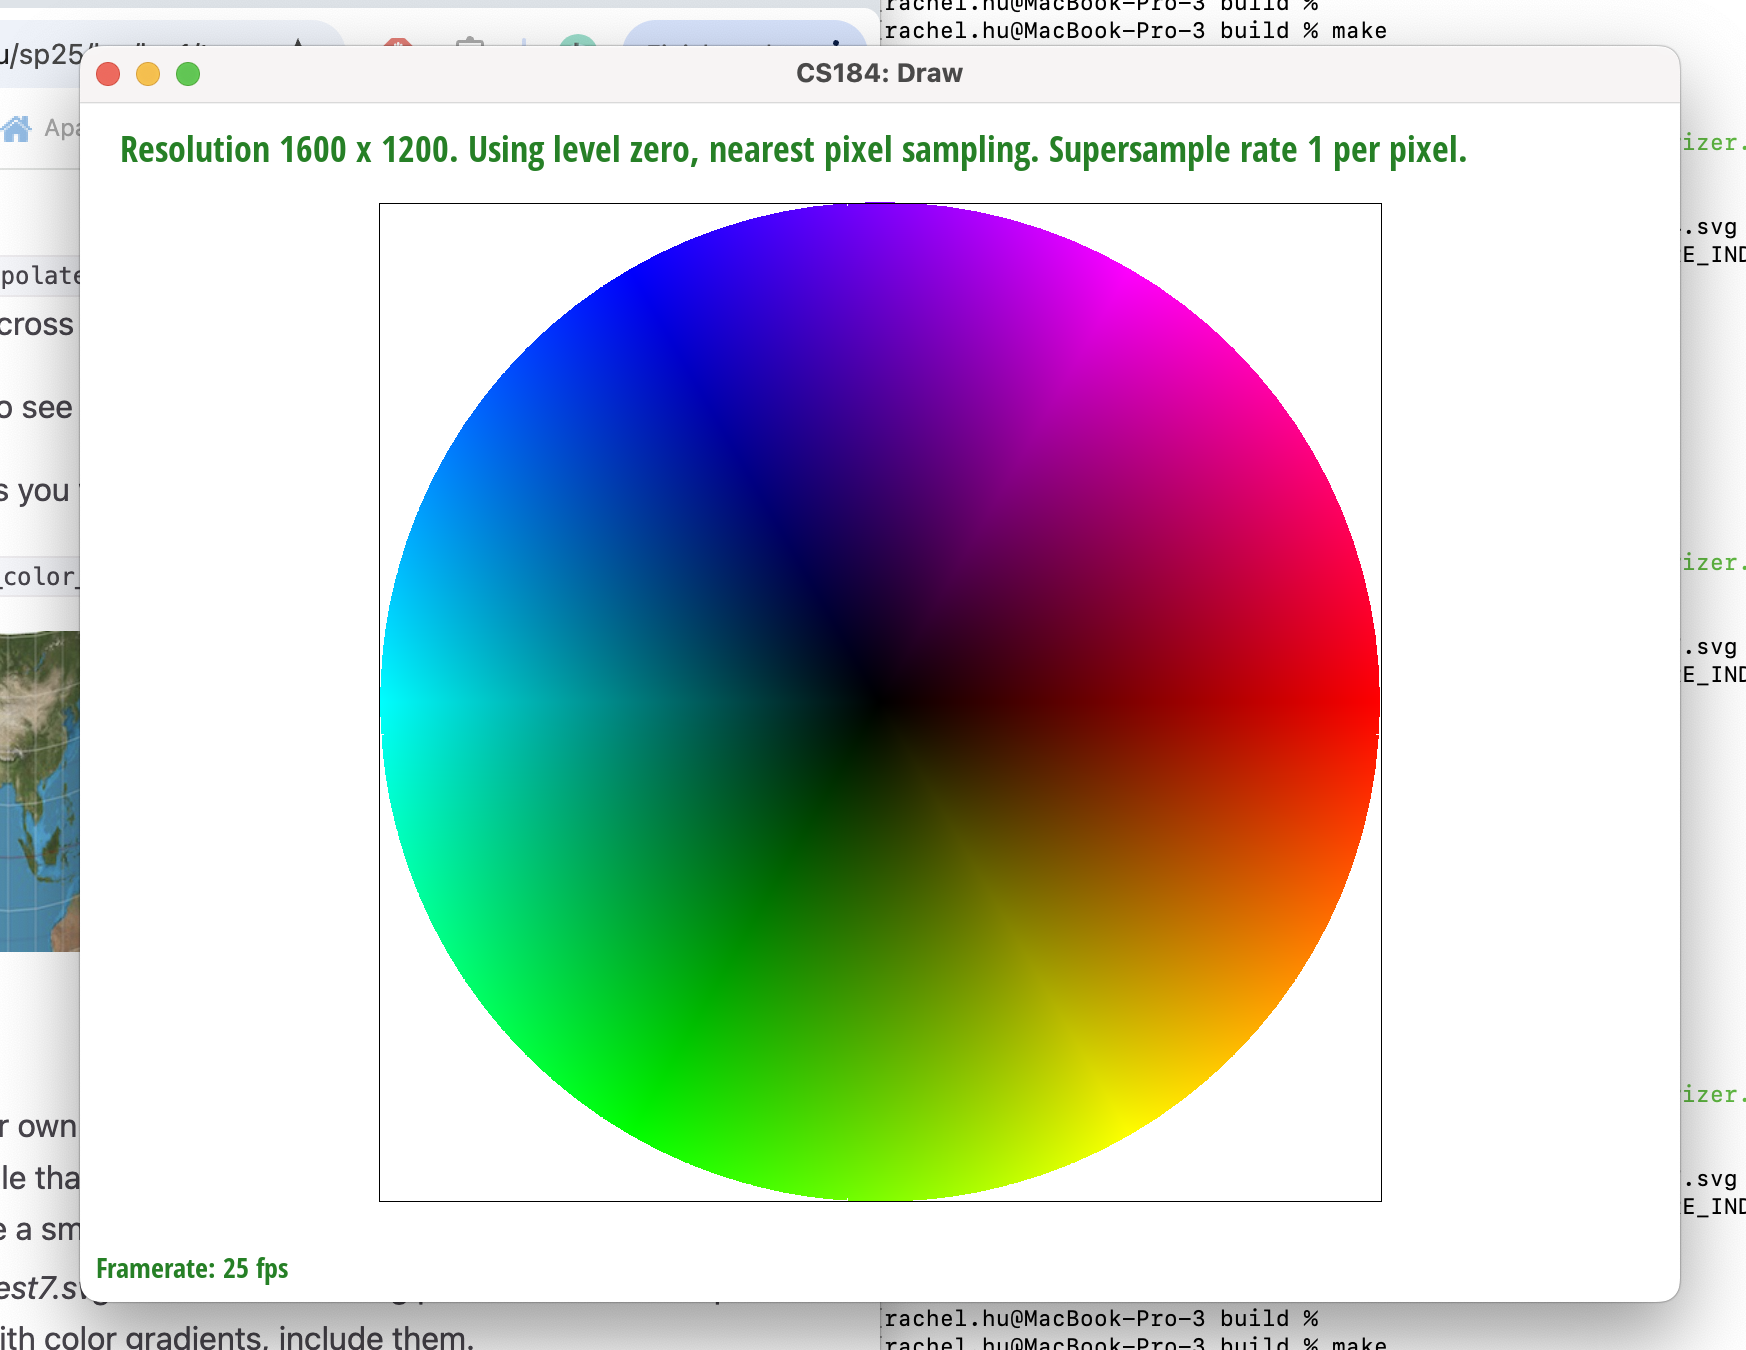 rachel.hu@MacBook-Pro-3 build %
rachel.hu@MacBook-Pro-3 build % make
u/sp25/
CS184: Draw
Resolution 1600 x 1200. Using level zero, nearest pixel sampling. Supersample rate 1 per pixel.
Apa
izer.
.svg
E_IND
polate
cross
o see
s you
_color_
izer.
.svg
E_IND
izer.
r own
le tha
.svg
E_IND
e a sm
Framerate: 25 fps
est7.sv
rachel.hu@MacBook-Pro-3 build %
ith color gradients, include them.
rachel.hu@MacBook-Pro-3 build % make